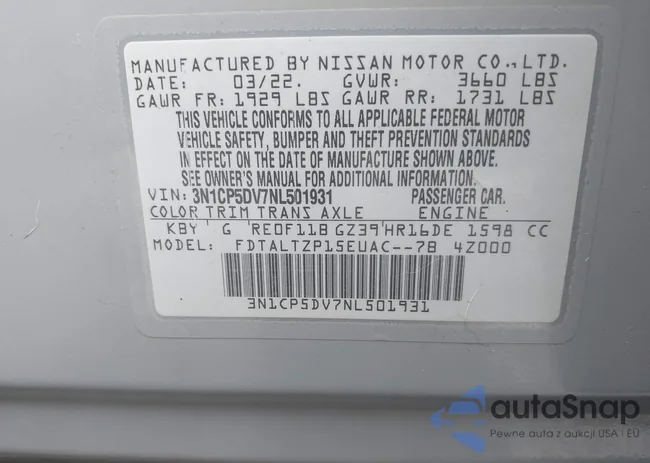 MANUFACTURED BY NISSAN MOTOR CO., LTD.
DATE: 03/22. GVWR: 3660 LBS
GAWR FR: 1929 LBS GAWR RR: 1731 LBS
THIS VEHICLE CONFORMS TO ALL APPLICABLE FEDERAL MOTOR
VEHICLE SAFETY, BUMPER AND THEFT PREVENTION STANDARDS
IN EFFECT ON THE DATE OF MANUFACTURE SHOWN ABOVE.
SEE OWNER'S MANUAL FOR ADDITIONAL INFORMATION.
VIN: 3N1CP5DV7NL501931 PASSENGER CAR.
COLOR TRIM TRANS AXLE ENGINE
KBY G RE0F11B GZ39 HR16DE 1598 CC
MODEL: FDTALTZP15EUAC--7B 4Z000
3N1CP5DV7NL501931
autaSnap
Pewne auta z aukcji USA i EU